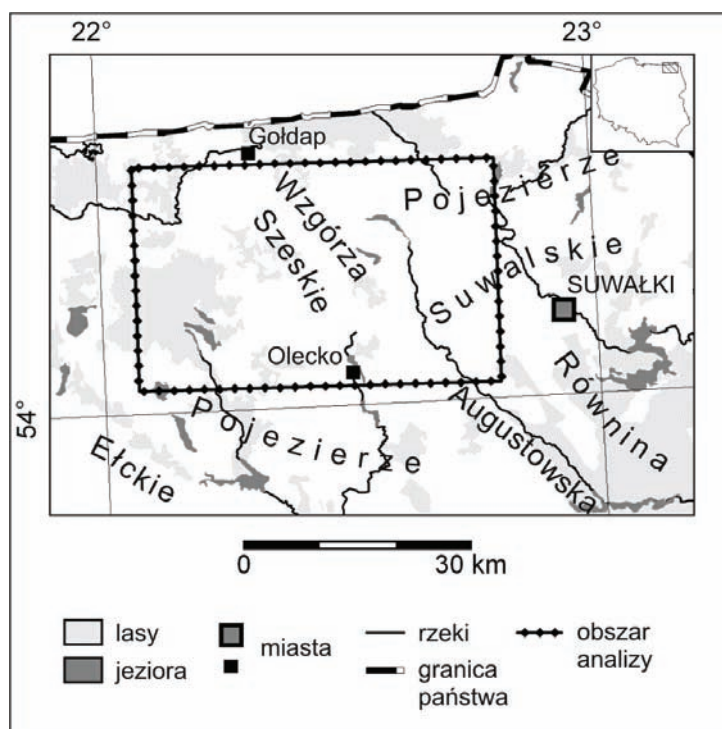 22°
23°
Gołdap
Wzgórza
Szeskie
Pojezierze
Suwalskie
SUWAŁKI
Olecko
54°
Pojezierze
Ełckie
Równina
Augustowska
0
30 km
lasy
jeziora
miasta
rzeki
granica
państwa
obszar
analizy